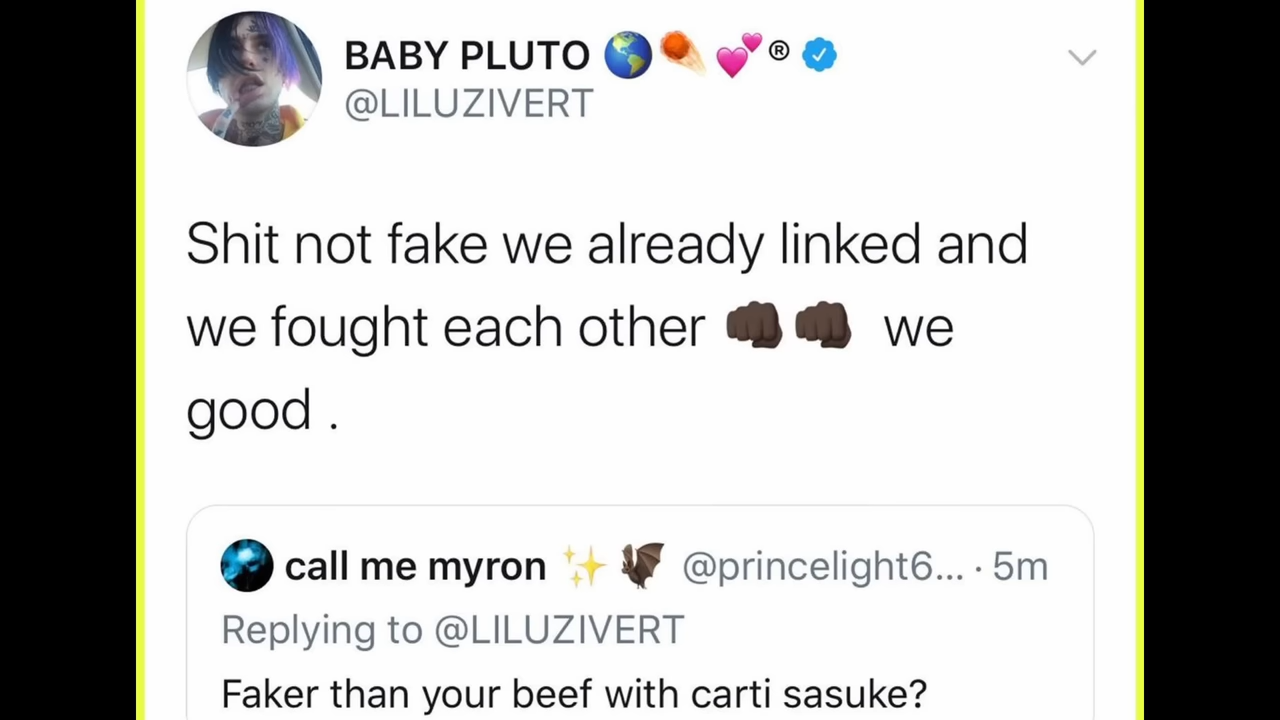 BABY PLUTO 🌎☄️💕® 
@LILUZIVERT
Shit not fake we already linked and
we fought each other 👊🏿👊🏿 we
good .
call me myron ✨🦇 @princelight6... · 5m
Replying to @LILUZIVERT
Faker than your beef with carti sasuke?